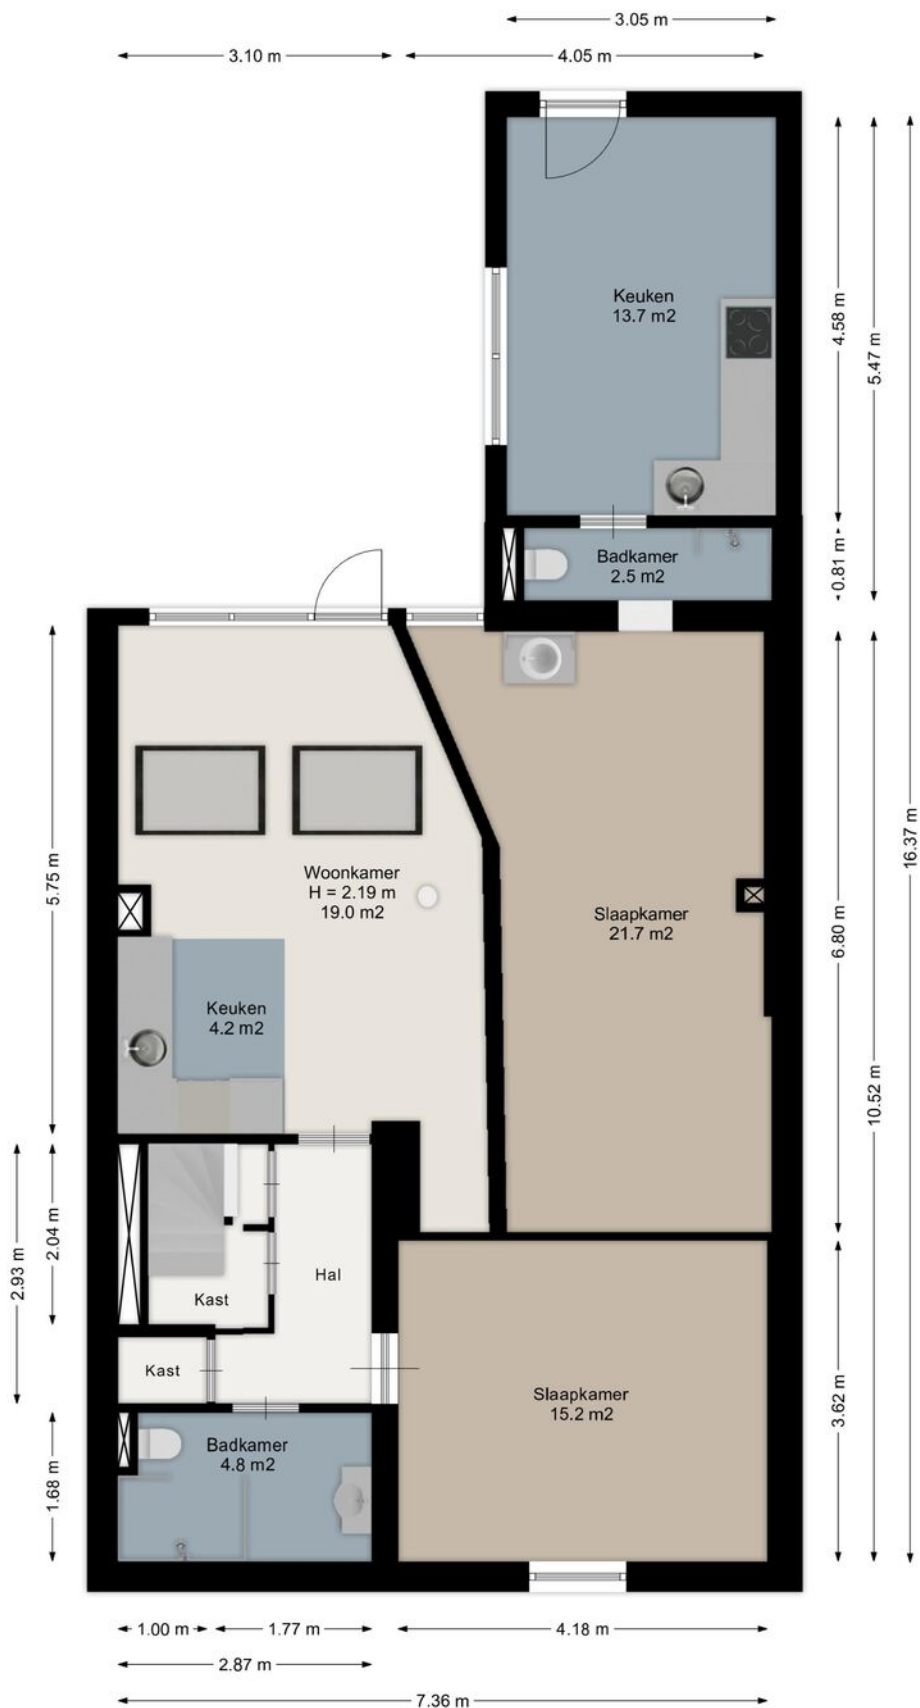 3.05 m
3.10 m
4.05 m
Keuken
13.7 m2
4.58 m
5.47 m
Badkamer
2.5 m2
0.81 m
16.37 m
5.75 m
Woonkamer
H = 2.19 m
19.0 m2
Slaapkamer
21.7 m2
6.80 m
Keuken
4.2 m2
10.52 m
2.93 m
2.04 m
Hal
Kast
Kast
Slaapkamer
15.2 m2
3.62 m
Badkamer
4.8 m2
1.68 m
1.00 m
1.77 m
4.18 m
2.87 m
7.36 m